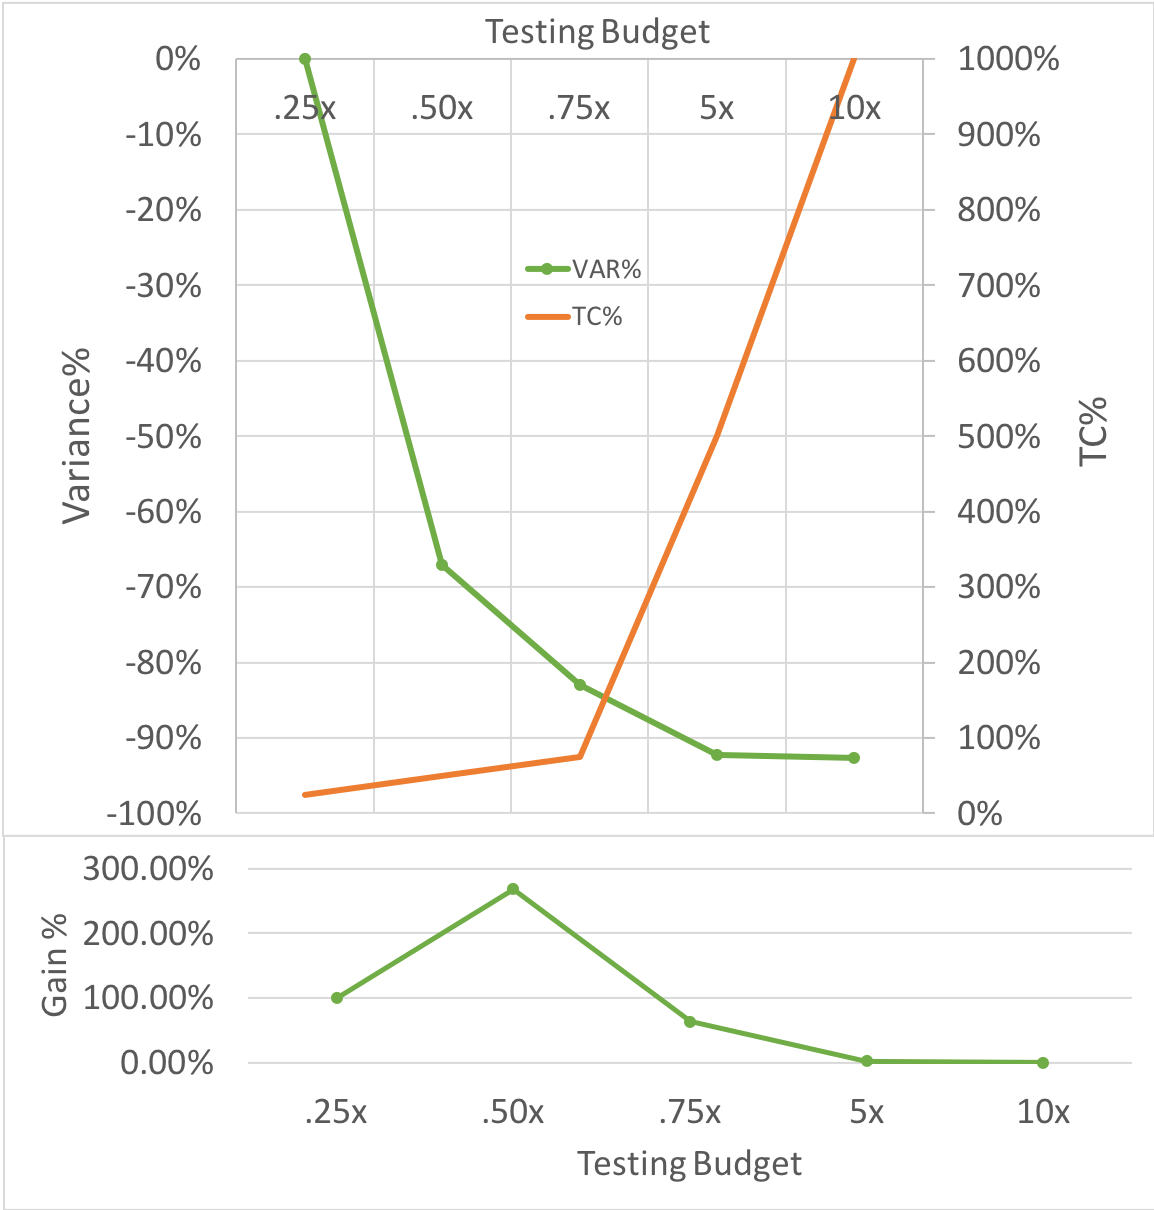 Testing Budget
0%
-10%
-20%
-30%
-40%
-50%
-60%
-70%
-80%
-90%
-100%
Variance%
.25x .50x .75x 5x 10x
VAR%
TC%
1000%
900%
800%
700%
600%
500%
400%
300%
200%
100%
0%
TC%
300.00%
200.00%
100.00%
0.00%
Gain %
.25x .50x .75x 5x 10x
Testing Budget